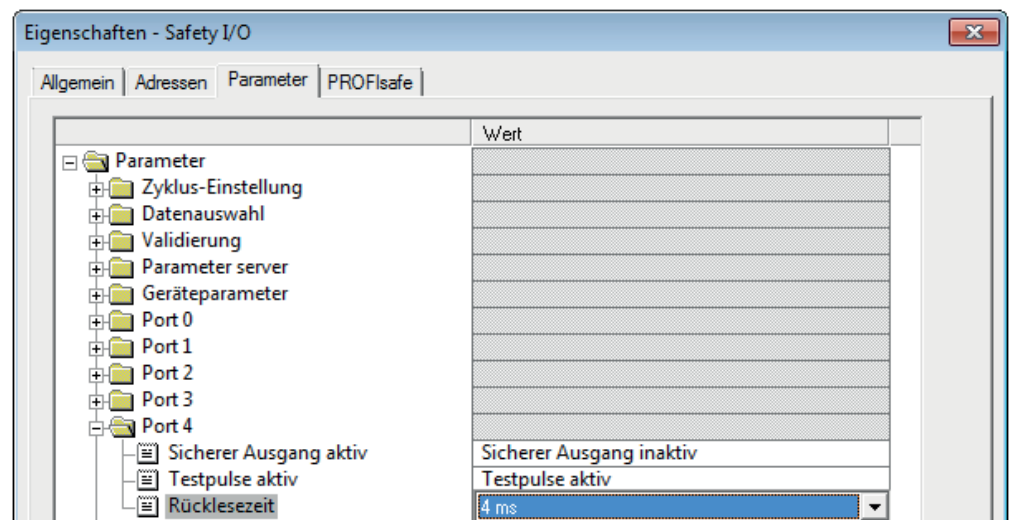 Eigenschaften - Safety I/O
Allgemein Adressen Parameter PROFIsafe
Wert
Parameter
Zyklus-Einstellung
Datenauswahl
Validierung
Parameter server
Geräteparameter
Port 0
Port 1
Port 2
Port 3
Port 4
Sicherer Ausgang aktiv Sicherer Ausgang inaktiv
Testpulse aktiv Testpulse aktiv
Rücklesezeit 4 ms